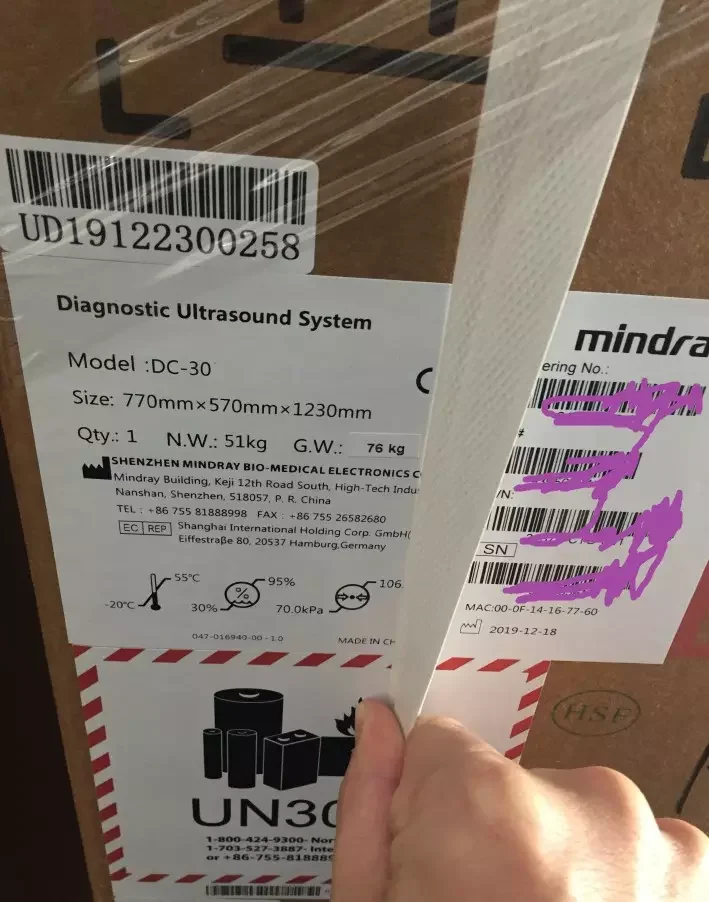 UD19122300258
Diagnostic Ultrasound System
Model :DC-30
Size: 770mm×570mm×1230mm
Qty.: 1 N.W.: 51kg G.W.: 76 kg
SHENZHEN MINDRAY BIO-MEDICAL ELECTRONICS C
Mindray Building, Keji 12th Road South, High-Tech Indu
Nanshan, Shenzhen, 518057, P. R. China
TEL : +86 755 81888998 FAX : +86 755 26582680
EC REP Shanghai International Holding Corp. GmbH(
Eiffestraße 80, 20537 Hamburg,Germany
-20℃ 55℃
30% % 95%
70.0kPa 106.
047-016940-00 - 1.0 MADE IN CH
mindra
ering No.:
#
/N:
SN
MAC:00-0F-14-16-77-60
2019-12-18
HSF
UN30
1-800-424-9300- Nor
1-703-527-3887- Inte
or +86-755-81888